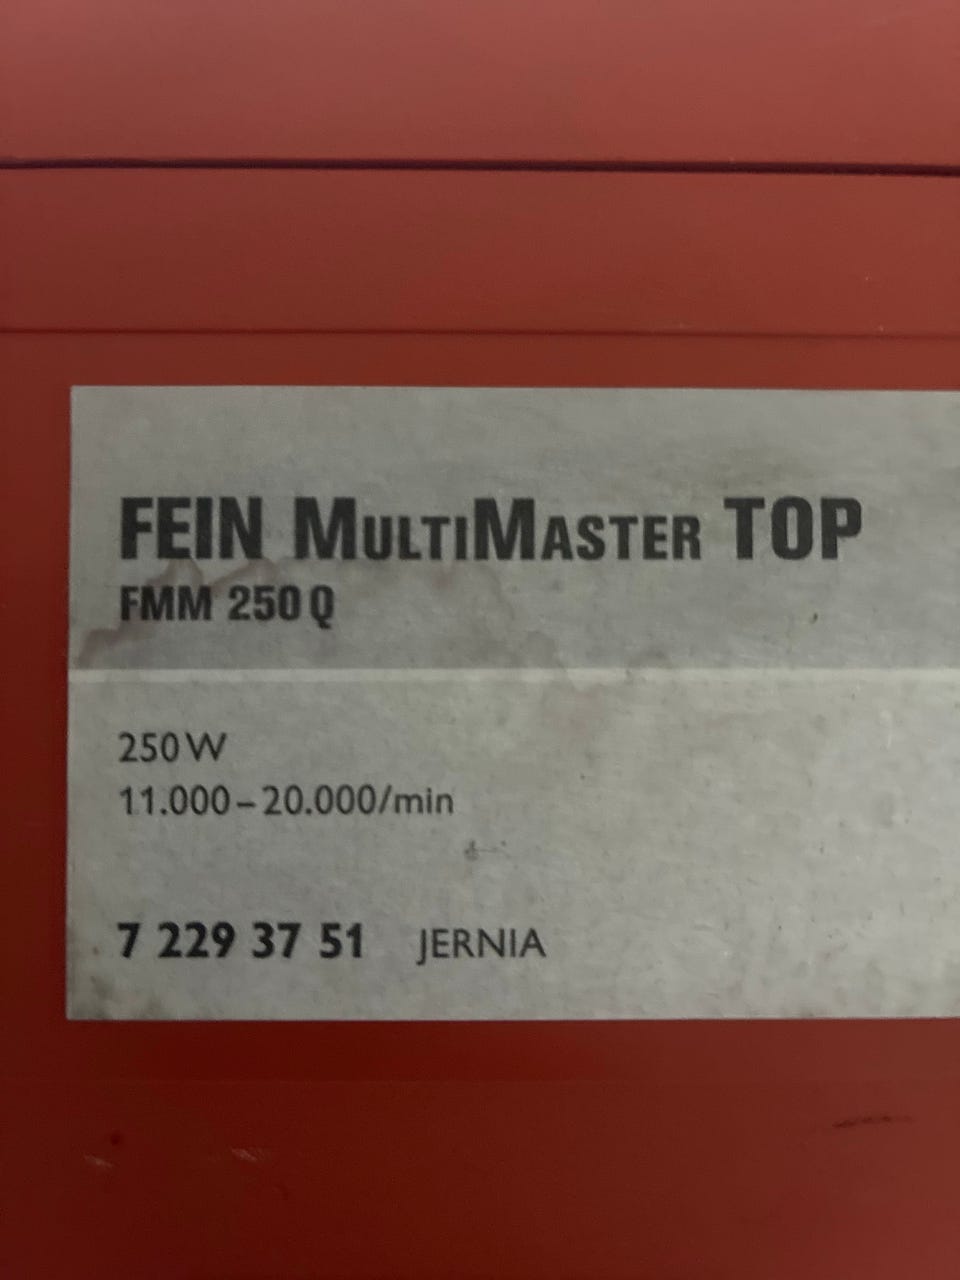 FEIN MULTIMASTER TOP
FMM 250 Q
250 W
11.000 – 20.000/min
7 229 37 51 JERNIA